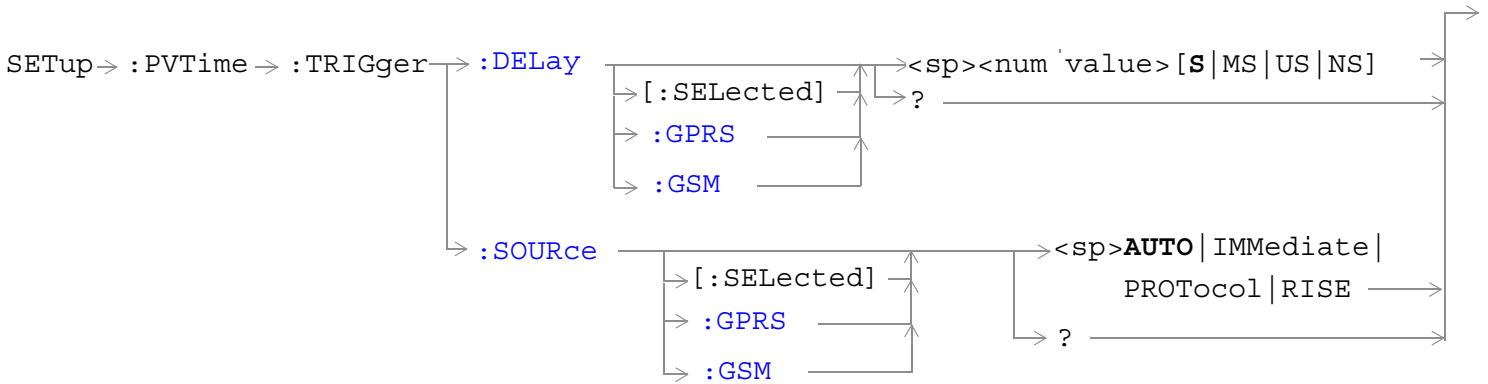 SETup :PVTime :TRIGger :DELay <sp><num value>[S|MS|US|NS]
[:SELected] ?
:GPRS
:GSM
:SOURce <sp>AUTO|IMMediate|
[:SELected] PROTocol|RISE
:GPRS ?
:GSM